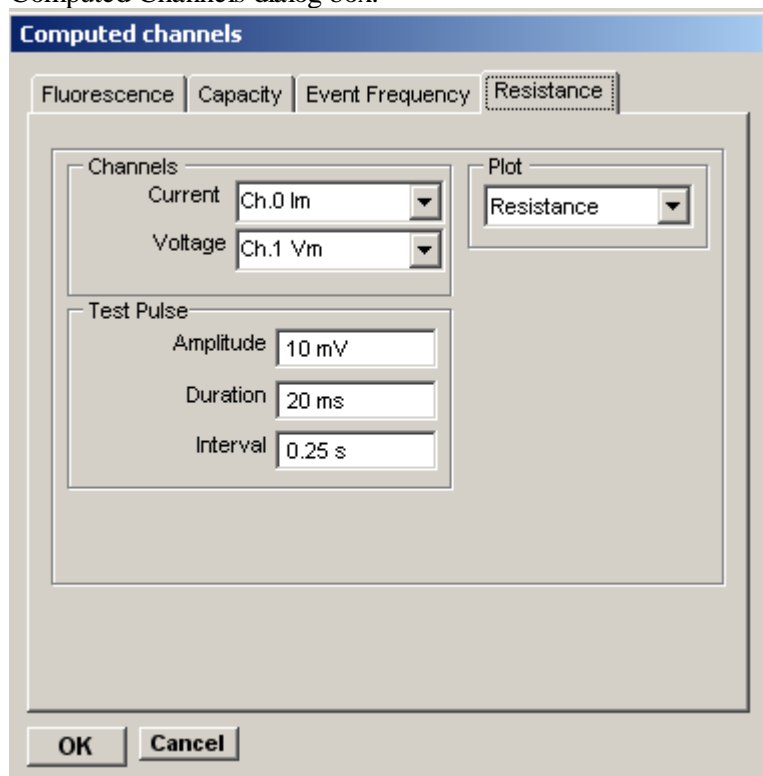 Computed Channels dialog box.
Computed channels
Fluorescence Capacity Event Frequency Resistance
Channels
Current Ch.0 Im
Voltage Ch.1 Vm
Plot
Resistance
Test Pulse
Amplitude 10 mV
Duration 20 ms
Interval 0.25 s
OK Cancel